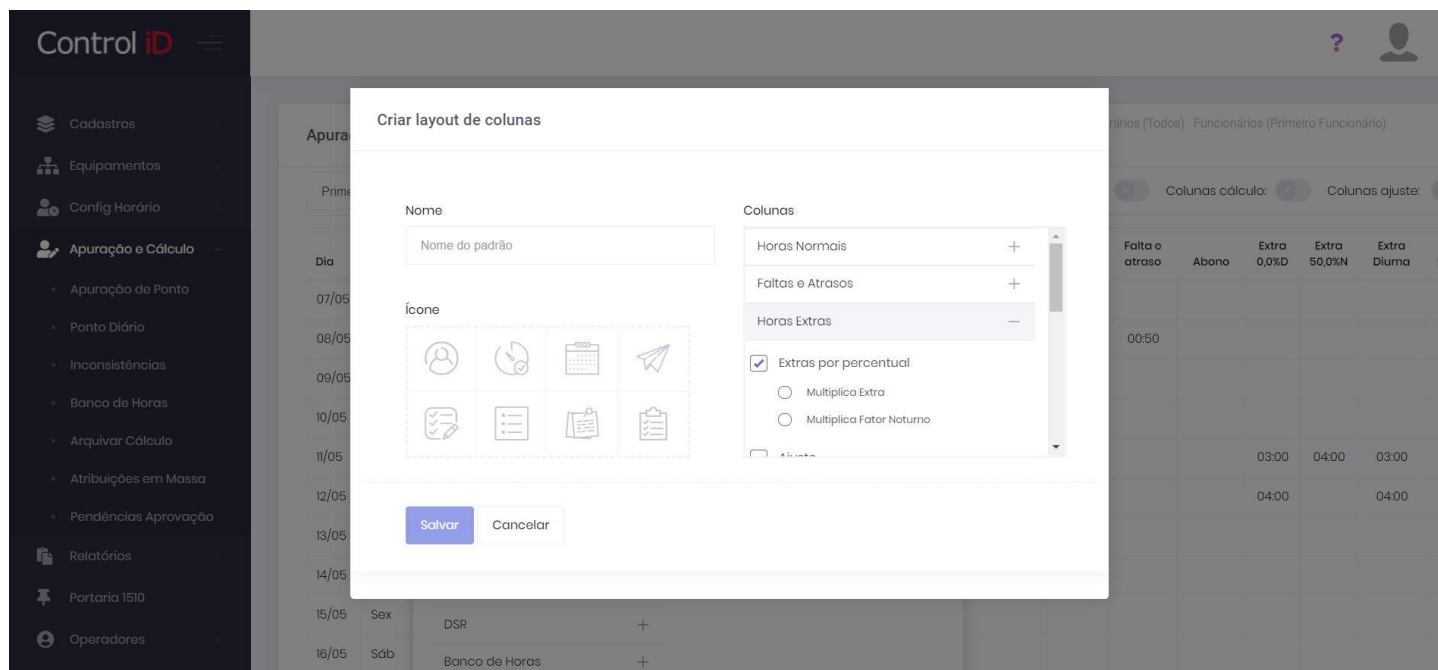 Control iD
?
Cadastros
Equipamentos
Config Horário
Apuração e Cálculo
Apuração de Ponto
Ponto Diário
Inconsistências
Banco de Horas
Arquivar Cálculo
Atribuições em Massa
Pendências Aprovação
Relatórios
Portaria 1510
Operadores
(Todos) Funcionários (Primeiro Funcionário)
Colunas cálculo: Colunas ajuste:
Criar layout de colunas
Nome
Nome do padrão
Ícone
Colunas
Horas Normais
Faltas e Atrasos
Horas Extras
Extras por percentual
Multiplica Extra
Multiplica Fator Noturno
Ajuste
Salvar Cancelar
Dia
Falta e atraso Abono Extra 0,0%D Extra 50,0%N Extra Diurna
07/05
08/05 00:50
09/05
10/05
11/05 03:00 04:00 03:00
12/05 04:00 04:00
13/05
14/05
15/05 Sex
16/05 Sáb
DSR
Banco de Horas